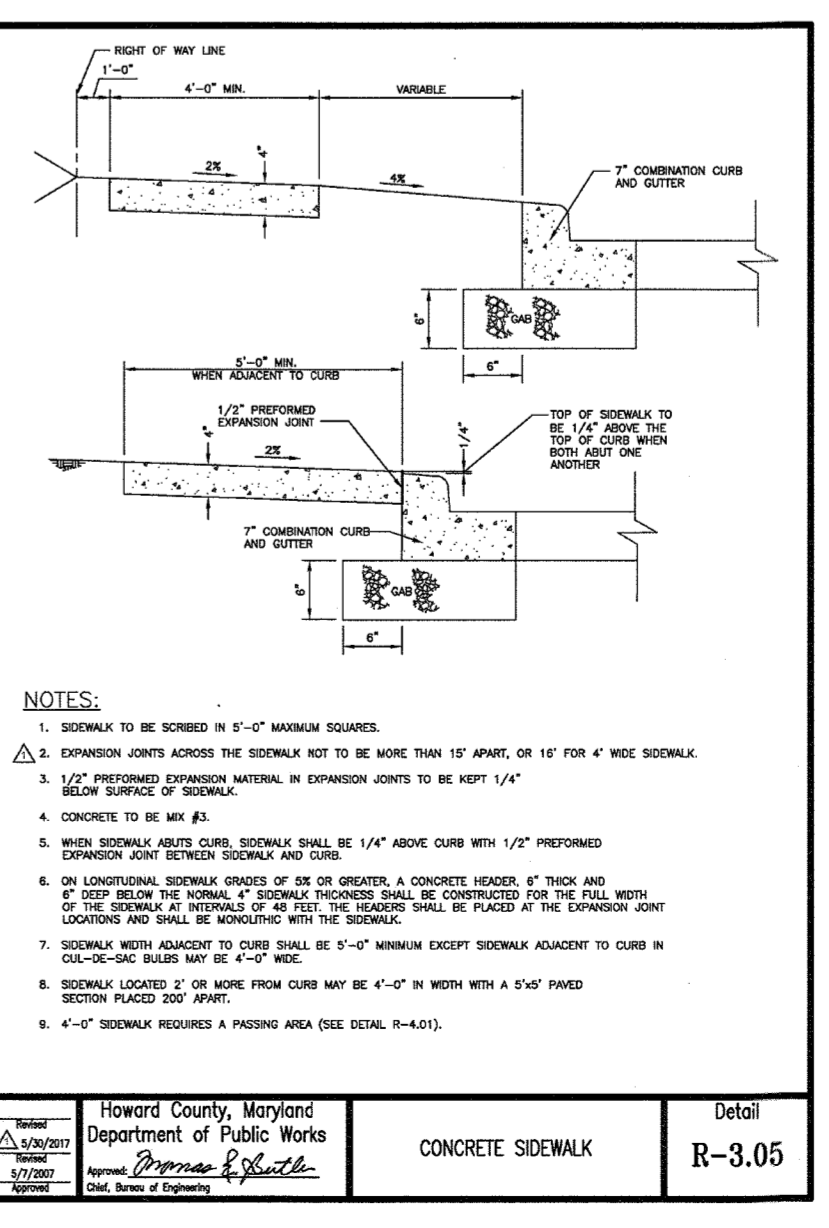 RIGHT OF WAY LINE
1'-0"
4'-0" MIN.
VARIABLE
2%
4"
4%
7" COMBINATION CURB
AND GUTTER
6"
GAB
6"
5'-0" MIN.
WHEN ADJACENT TO CURB
1/2" PREFORMED
EXPANSION JOINT
4"
2%
1/4"
TOP OF SIDEWALK TO
BE 1/4" ABOVE THE
TOP OF CURB WHEN
BOTH ABUT ONE
ANOTHER
7" COMBINATION CURB
AND GUTTER
6"
GAB
6"
NOTES:
1. SIDEWALK TO BE SCRIBED IN 5'-0" MAXIMUM SQUARES.
1 2. EXPANSION JOINTS ACROSS THE SIDEWALK NOT TO BE MORE THAN 15' APART, OR 16' FOR 4' WIDE SIDEWALK.
3. 1/2" PREFORMED EXPANSION MATERIAL IN EXPANSION JOINTS TO BE KEPT 1/4"
BELOW SURFACE OF SIDEWALK.
4. CONCRETE TO BE MIX #3.
5. WHEN SIDEWALK ABUTS CURB, SIDEWALK SHALL BE 1/4" ABOVE CURB WITH 1/2" PREFORMED
EXPANSION JOINT BETWEEN SIDEWALK AND CURB.
6. ON LONGITUDINAL SIDEWALK GRADES OF 5% OR GREATER, A CONCRETE HEADER, 6" THICK AND
6" DEEP BELOW THE NORMAL 4" SIDEWALK THICKNESS SHALL BE CONSTRUCTED FOR THE FULL WIDTH
OF THE SIDEWALK AT INTERVALS OF 48 FEET. THE HEADERS SHALL BE PLACED AT THE EXPANSION JOINT
LOCATIONS AND SHALL BE MONOLITHIC WITH THE SIDEWALK.
7. SIDEWALK WIDTH ADJACENT TO CURB SHALL BE 5'-0" MINIMUM EXCEPT SIDEWALK ADJACENT TO CURB IN
CUL-DE-SAC BULBS MAY BE 4'-0" WIDE.
8. SIDEWALK LOCATED 2' OR MORE FROM CURB MAY BE 4'-0" IN WIDTH WITH A 5'x5' PAVED
SECTION PLACED 200' APART.
9. 4'-0" SIDEWALK REQUIRES A PASSING AREA (SEE DETAIL R-4.01).
Revised
1 5/30/2017
Revised
5/7/2007
Approved
Howard County, Maryland
Department of Public Works
Approved: Thomas E. Butler
Chief, Bureau of Engineering
CONCRETE SIDEWALK
Detail
R-3.05